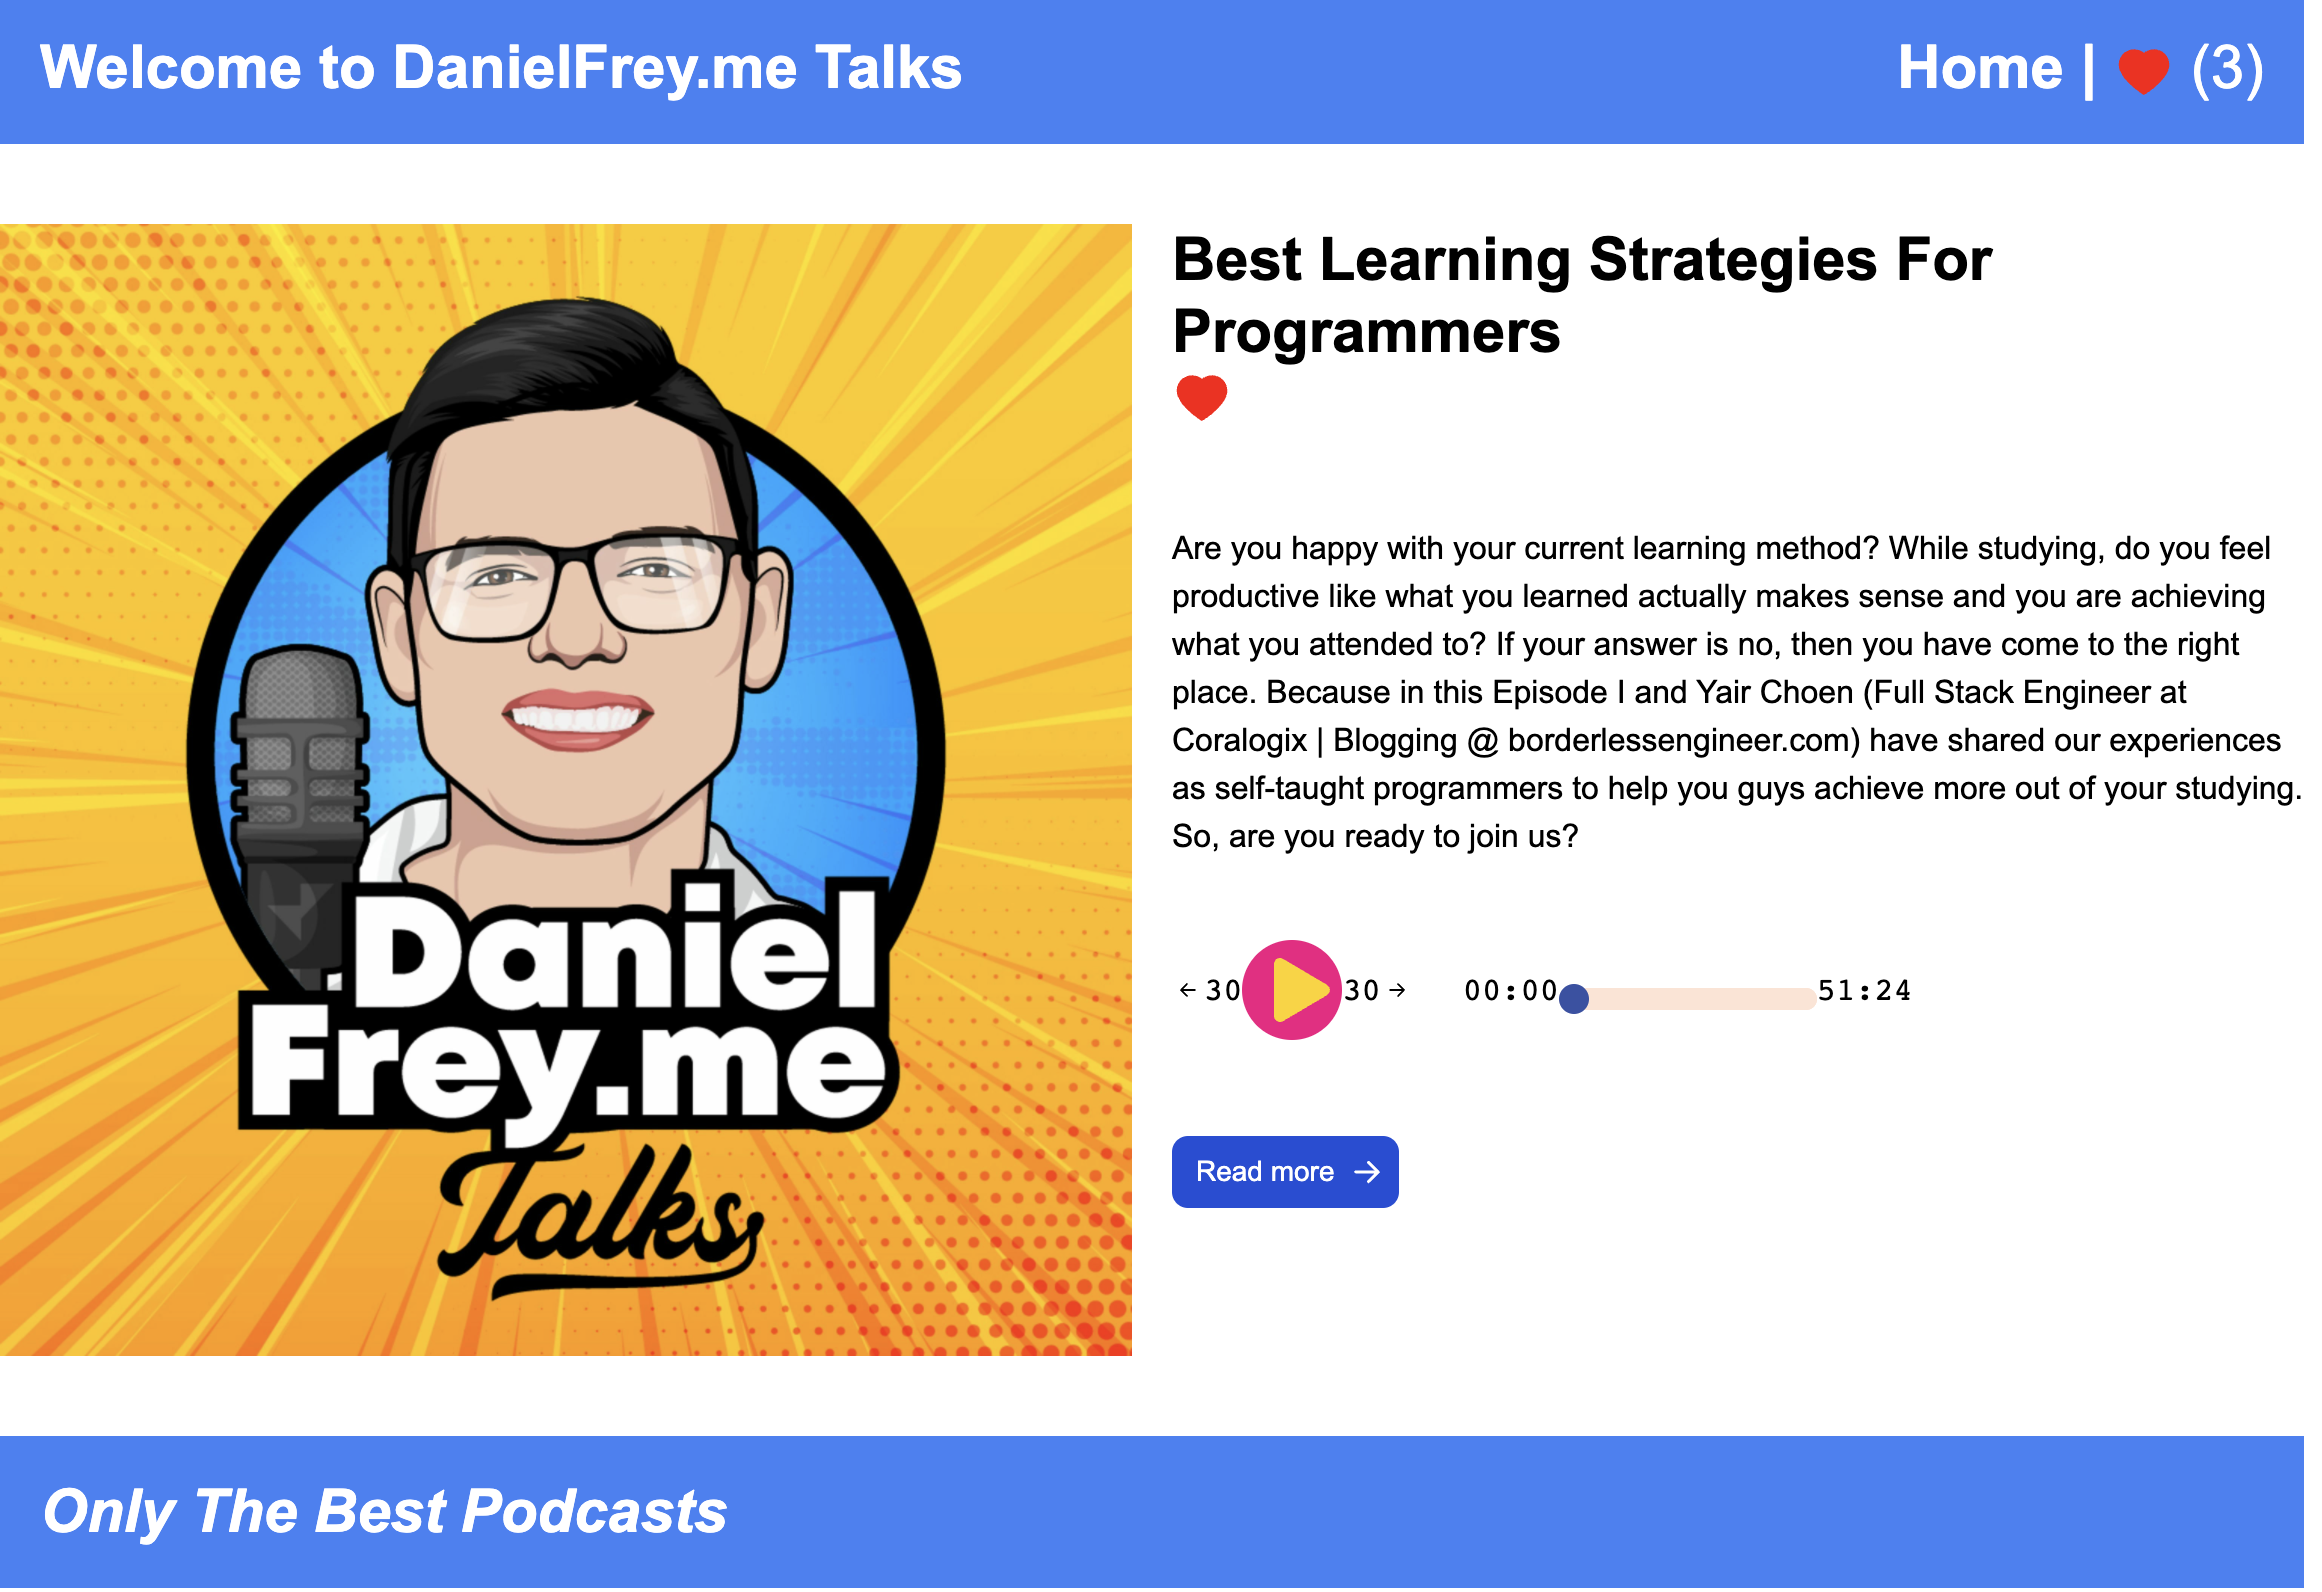 Welcome to DanielFrey.me Talks
Home | ❤ (3)
Daniel
Frey.me
Talks
Best Learning Strategies For
Programmers
Are you happy with your current learning method? While studying, do you feel
productive like what you learned actually makes sense and you are achieving
what you attended to? If your answer is no, then you have come to the right
place. Because in this Episode I and Yair Choen (Full Stack Engineer at
Coralogix | Blogging @ borderlessengineer.com) have shared our experiences
as self-taught programmers to help you guys achieve more out of your studying.
So, are you ready to join us?
← 30 30 → 00:00 51:24
Read more →
Only The Best Podcasts